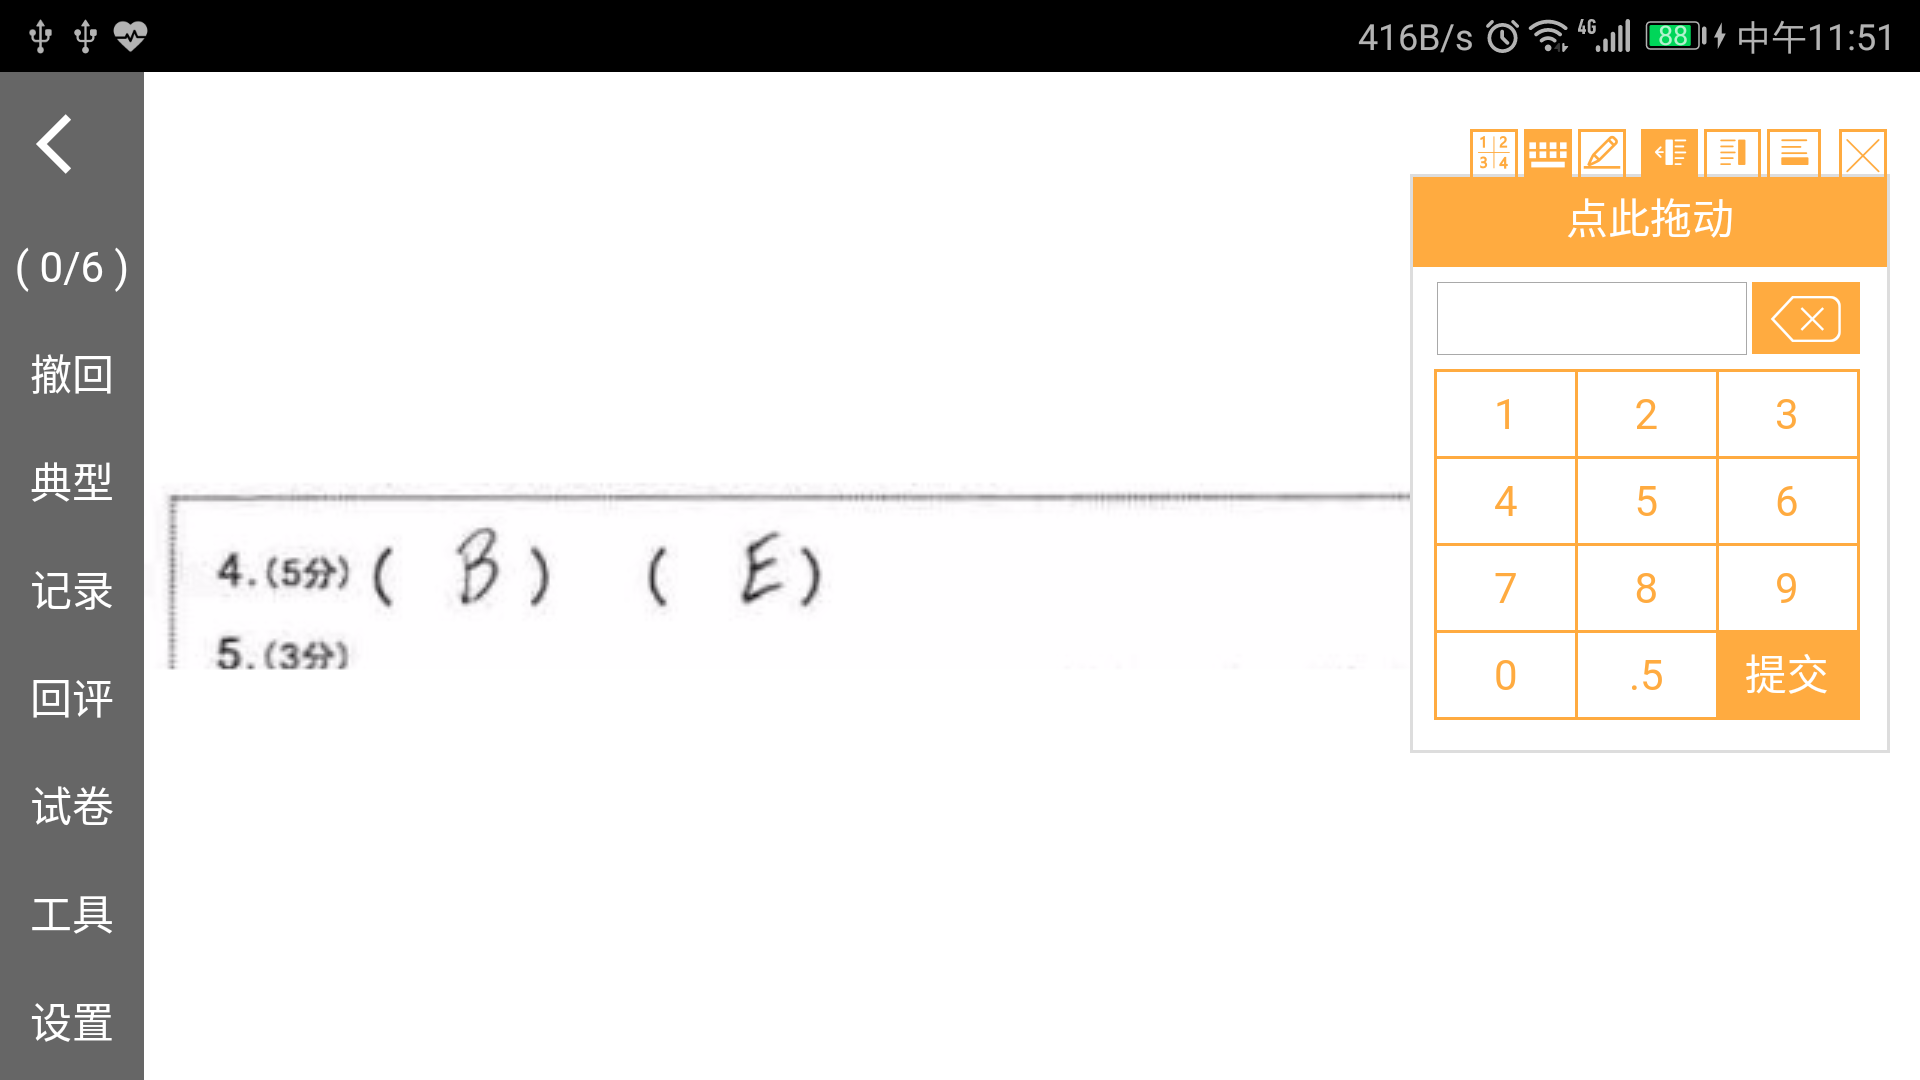 416B/s 4G 88 中午11:51
( 0/6 )
撤回
典型
记录
回评
试卷
工具
设置
4.(5分) ( B ) ( E )
5.(3分)
1 2
3 4
点此拖动
1 2 3
4 5 6
7 8 9
0 .5 提交